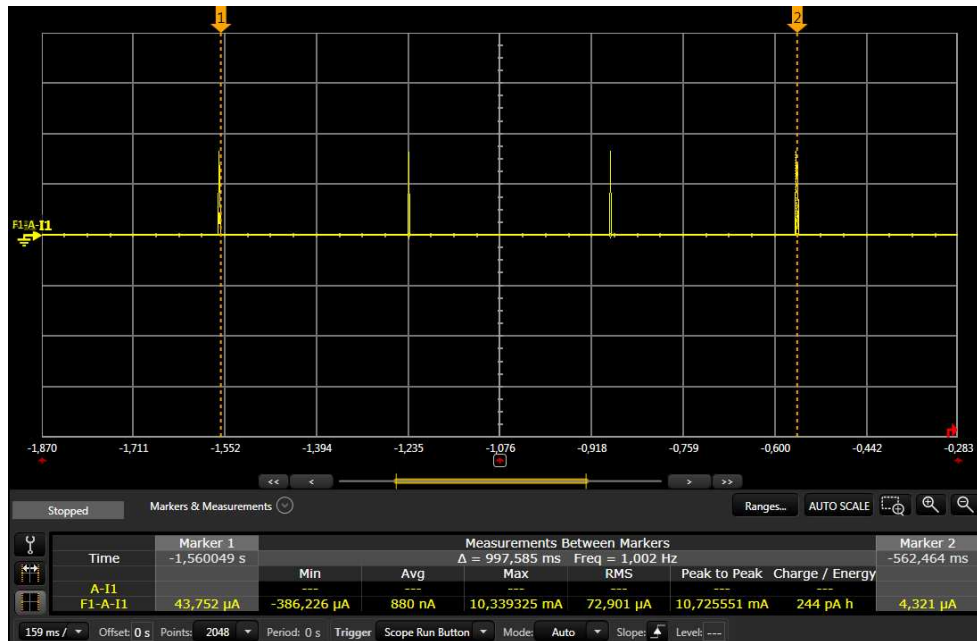 1 2
F1-A-I1
-1,870 -1,711 -1,552 -1,394 -1,235 -1,076 -0,918 -0,759 -0,600 -0,442 -0,283
<< < > >>
Stopped Markers & Measurements Ranges... AUTO SCALE
Marker 1 Measurements Between Markers Marker 2
Time -1,560049 s Δ = 997,585 ms Freq = 1,002 Hz -562,464 ms
Min Avg Max RMS Peak to Peak Charge / Energy
A-I1 --- --- --- --- --- ---
F1-A-I1 43,752 µA -386,226 µA 880 nA 10,339325 mA 72,901 µA 10,725551 mA 244 pA h 4,321 µA
159 ms / Offset: 0 s Points: 2048 Period: 0 s Trigger Scope Run Button Mode: Auto Slope: Level: ---